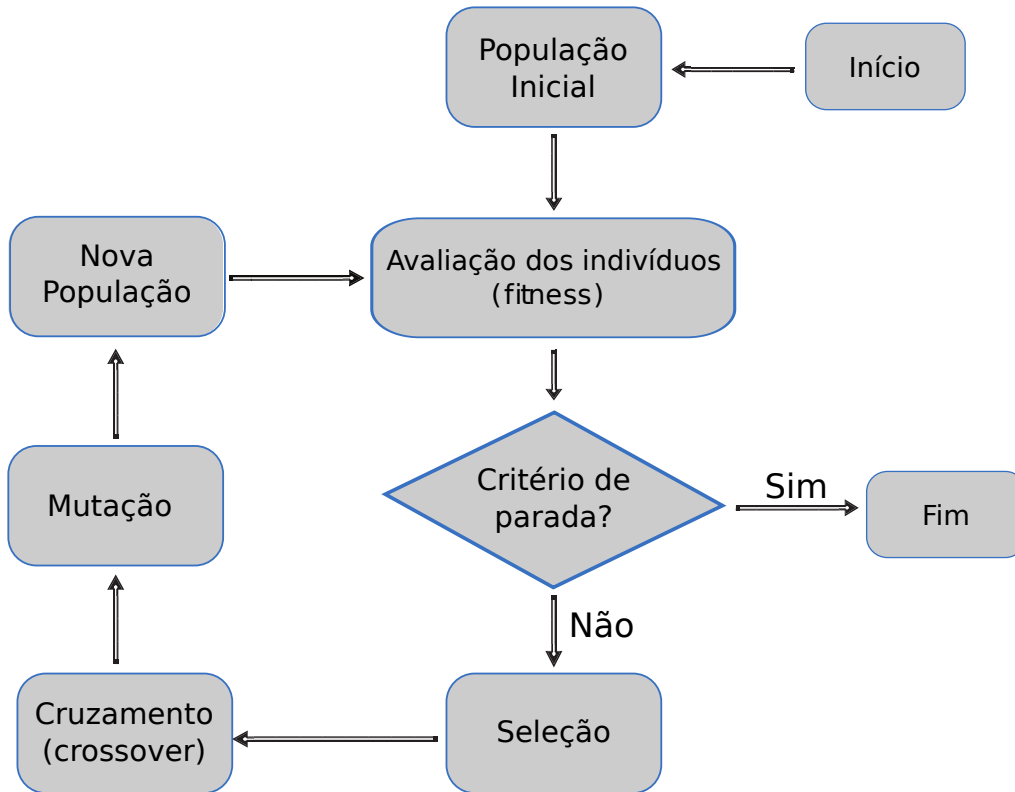 População
Inicial
Início
Nova
População
Avaliação dos indivíduos
(fitness)
Mutação
Critério de
parada?
Sim
Fim
Não
Cruzamento
(crossover)
Seleção